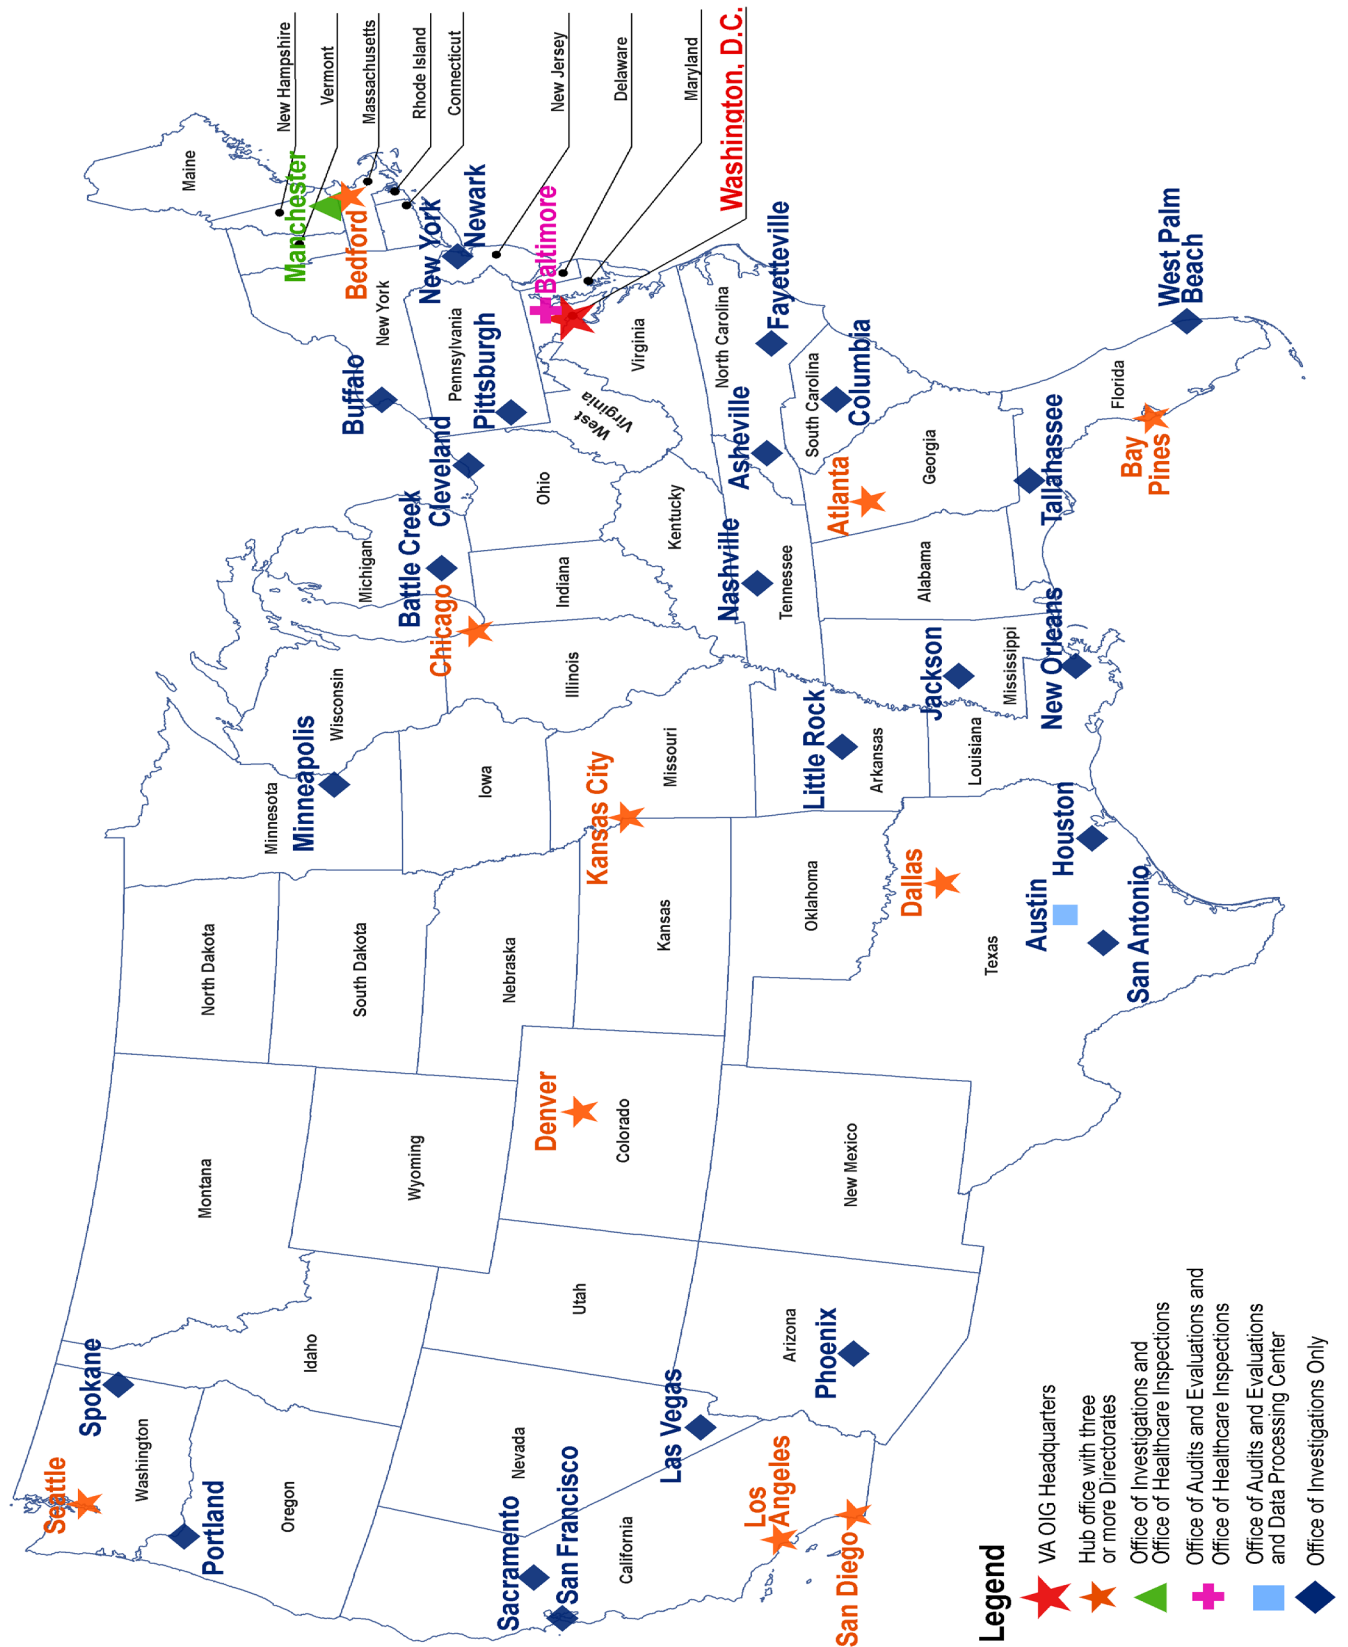 Seattle
Spokane
Washington
Portland
Oregon
Idaho
Montana
North Dakota
Minnesota
Minneapolis
Wisconsin
Michigan
Battle Creek
Chicago
Cleveland
Buffalo
New York
Maine
Manchester
Bedford
New Hampshire
Vermont
Massachusetts
Rhode Island
Connecticut
New Jersey
Delaware
Maryland
Washington, D.C.
New York
Newark
Baltimore
Pennsylvania
Pittsburgh
South Dakota
Wyoming
Nebraska
Iowa
Illinois
Indiana
Ohio
West
Virginia
Virginia
Sacramento
San Francisco
California
Nevada
Las Vegas
Utah
Denver
Colorado
Kansas
Kansas City
Missouri
Kentucky
Nashville
Tennessee
Asheville
North Carolina
Fayetteville
South Carolina
Columbia
Los
Angeles
San Diego
Arizona
Phoenix
New Mexico
Oklahoma
Little Rock
Arkansas
Dallas
Texas
Austin
San Antonio
Houston
Louisiana
New Orleans
Jackson
Mississippi
Alabama
Atlanta
Georgia
Tallahassee
Florida
Bay
Pines
West Palm
Beach
Legend
VA OIG Headquarters
Hub office with three
or more Directorates
Office of Investigations and
Office of Healthcare Inspections
Office of Audits and Evaluations and
Office of Healthcare Inspections
Office of Audits and Evaluations
and Data Processing Center
Office of Investigations Only